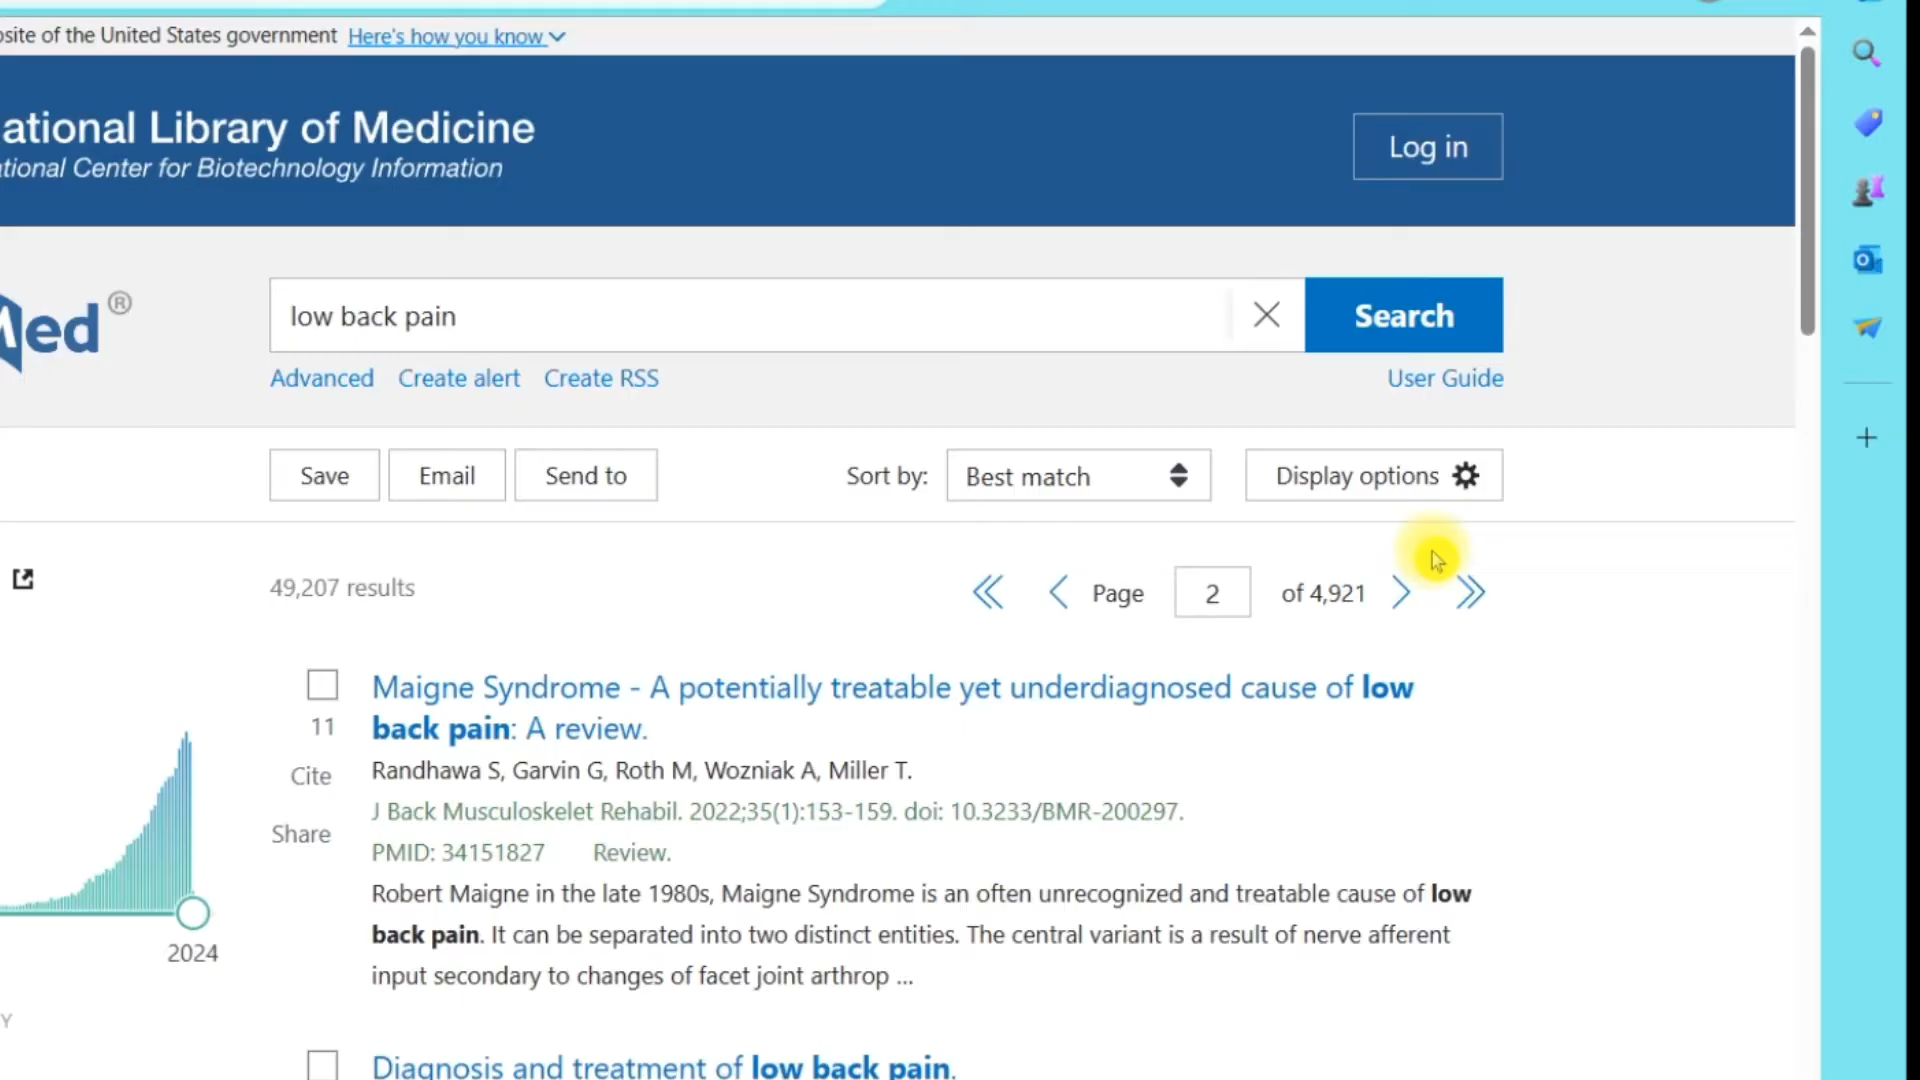 osite of the United States government Here's how you know
ational Library of Medicine
ational Center for Biotechnology Information
Log in
Med®
low back pain
Search
Advanced Create alert Create RSS User Guide
Save Email Send to Sort by: Best match Display options
49,207 results Page 2 of 4,921
Maigne Syndrome - A potentially treatable yet underdiagnosed cause of low
back pain: A review.
11
Randhawa S, Garvin G, Roth M, Wozniak A, Miller T.
Cite
J Back Musculoskelet Rehabil. 2022;35(1):153-159. doi: 10.3233/BMR-200297.
Share
PMID: 34151827 Review.
Robert Maigne in the late 1980s, Maigne Syndrome is an often unrecognized and treatable cause of low
back pain. It can be separated into two distinct entities. The central variant is a result of nerve afferent
input secondary to changes of facet joint arthrop ...
2024
Y
Diagnosis and treatment of low back pain.